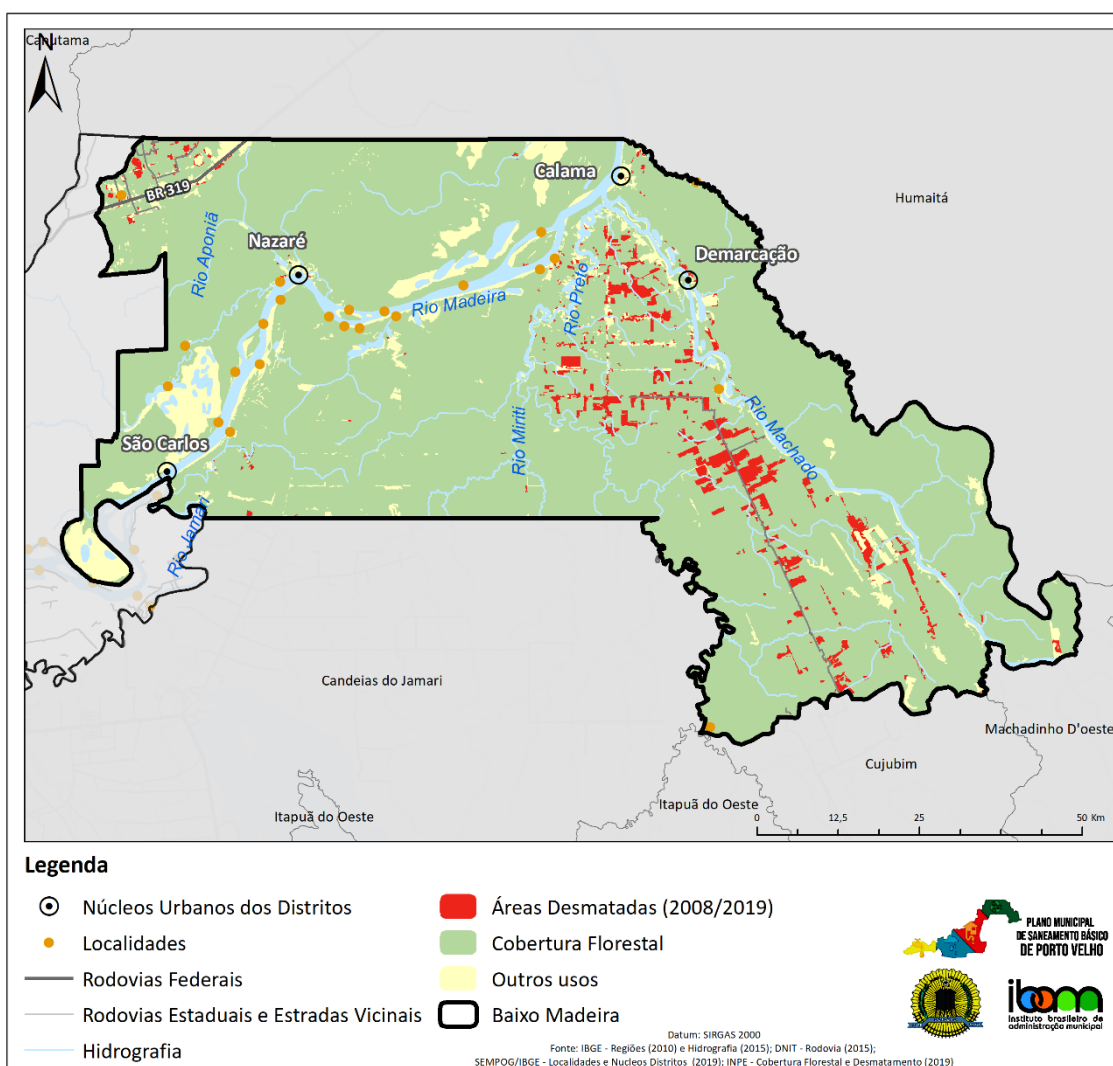 Canutama
N
Calama
Humaitá
BR 319
Rio Aponiã
Nazaré
Demarcação
Rio Madeira
Rio Preto
Rio Miriti
Rio Machado
São Carlos
Rio Jamari
Candeias do Jamari
Machadinho D'oeste
Cujubim
Itapuã do Oeste
Itapuã do Oeste
0 12,5 25 50 Km
Legenda
Núcleos Urbanos dos Distritos
Localidades
Rodovias Federais
Rodovias Estaduais e Estradas Vicinais
Hidrografia
Áreas Desmatadas (2008/2019)
Cobertura Florestal
Outros usos
Baixo Madeira
PLANO MUNICIPAL
DE SANEAMENTO BÁSICO
DE PORTO VELHO
ibam
instituto brasileiro de
administração municipal
Datum: SIRGAS 2000
Fonte: IBGE - Regiões (2010) e Hidrografia (2015); DNIT - Rodovia (2015);
SEMPOG/IBGE - Localidades e Nucleos Distritos (2019); INPE - Cobertura Florestal e Desmatamento (2019)